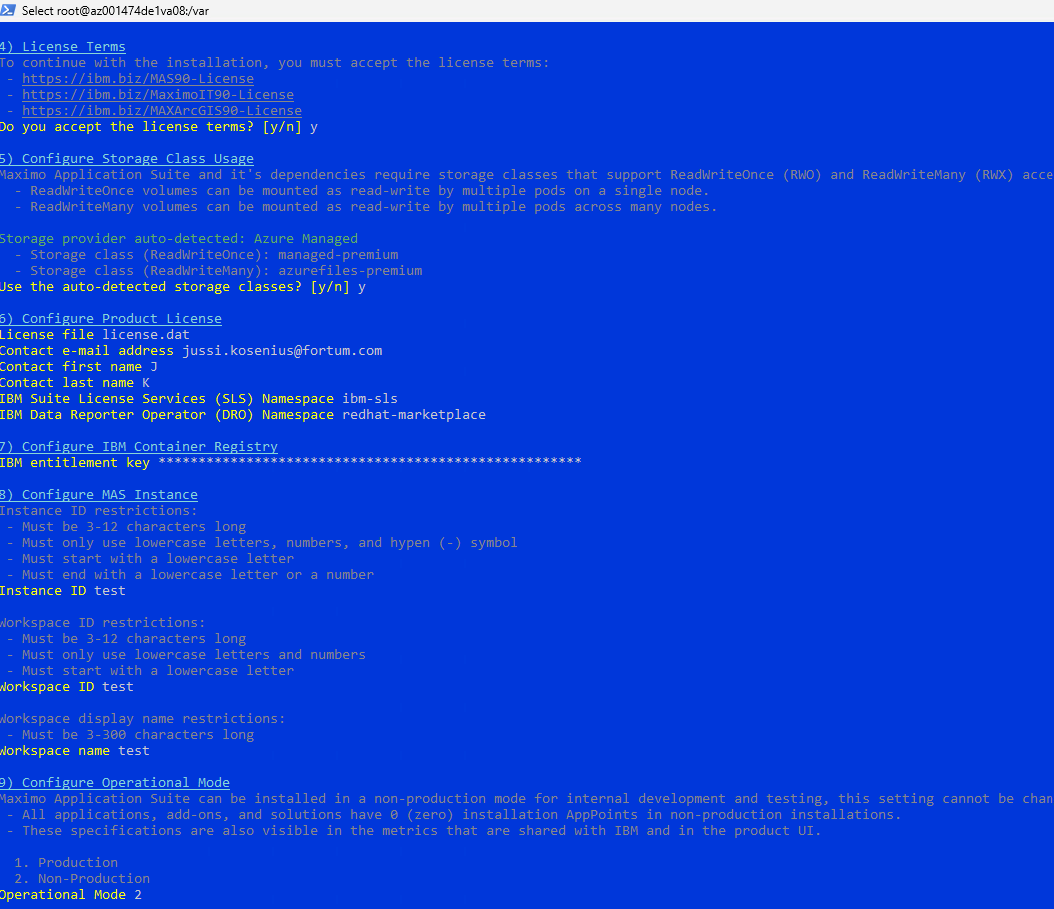 Select root@az001474de1va08:/var
4) License Terms
To continue with the installation, you must accept the license terms:
- https://ibm.biz/MAS90-License
- https://ibm.biz/MaximoIT90-License
- https://ibm.biz/MAXArcGIS90-License
Do you accept the license terms? [y/n] y
5) Configure Storage Class Usage
Maximo Application Suite and it's dependencies require storage classes that support ReadWriteOnce (RWO) and ReadWriteMany (RWX) acce
- ReadWriteOnce volumes can be mounted as read-write by multiple pods on a single node.
- ReadWriteMany volumes can be mounted as read-write by multiple pods across many nodes.
Storage provider auto-detected: Azure Managed
- Storage class (ReadWriteOnce): managed-premium
- Storage class (ReadWriteMany): azurefiles-premium
Use the auto-detected storage classes? [y/n] y
6) Configure Product License
License file license.dat
Contact e-mail address jussi.kosenius@fortum.com
Contact first name J
Contact last name K
IBM Suite License Services (SLS) Namespace ibm-sls
IBM Data Reporter Operator (DRO) Namespace redhat-marketplace
7) Configure IBM Container Registry
IBM entitlement key *****************************************************
8) Configure MAS Instance
Instance ID restrictions:
- Must be 3-12 characters long
- Must only use lowercase letters, numbers, and hypen (-) symbol
- Must start with a lowercase letter
- Must end with a lowercase letter or a number
Instance ID test
Workspace ID restrictions:
- Must be 3-12 characters long
- Must only use lowercase letters and numbers
- Must start with a lowercase letter
Workspace ID test
Workspace display name restrictions:
- Must be 3-300 characters long
Workspace name test
9) Configure Operational Mode
Maximo Application Suite can be installed in a non-production mode for internal development and testing, this setting cannot be chan
- All applications, add-ons, and solutions have 0 (zero) installation AppPoints in non-production installations.
- These specifications are also visible in the metrics that are shared with IBM and in the product UI.
1. Production
2. Non-Production
Operational Mode 2